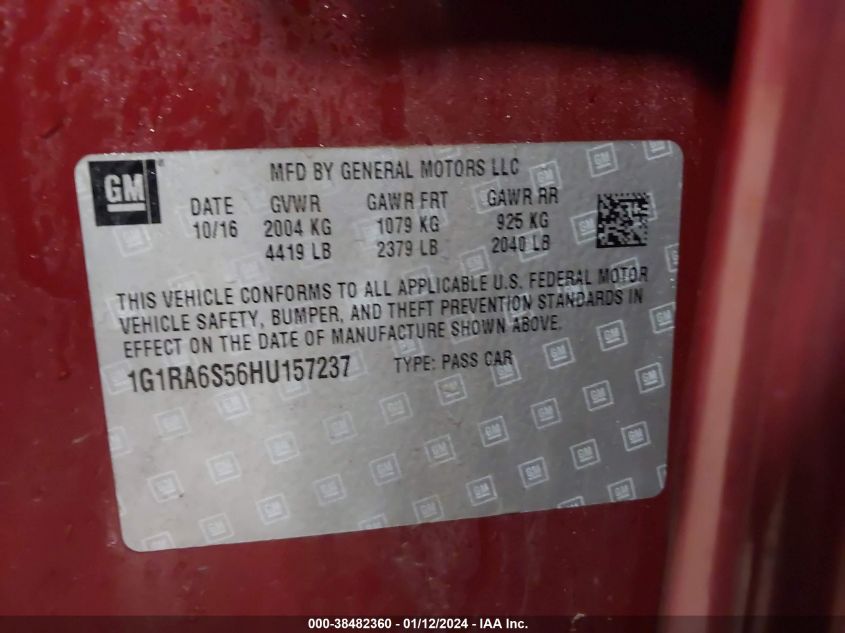 GM ®
MFD BY GENERAL MOTORS LLC
DATE GVWR GAWR FRT GAWR RR
10/16 2004 KG 1079 KG 925 KG
4419 LB 2379 LB 2040 LB
THIS VEHICLE CONFORMS TO ALL APPLICABLE U.S. FEDERAL MOTOR
VEHICLE SAFETY, BUMPER, AND THEFT PREVENTION STANDARDS IN
EFFECT ON THE DATE OF MANUFACTURE SHOWN ABOVE.
1G1RA6S56HU157237 TYPE: PASS CAR
000-38482360 - 01/12/2024 - IAA Inc.